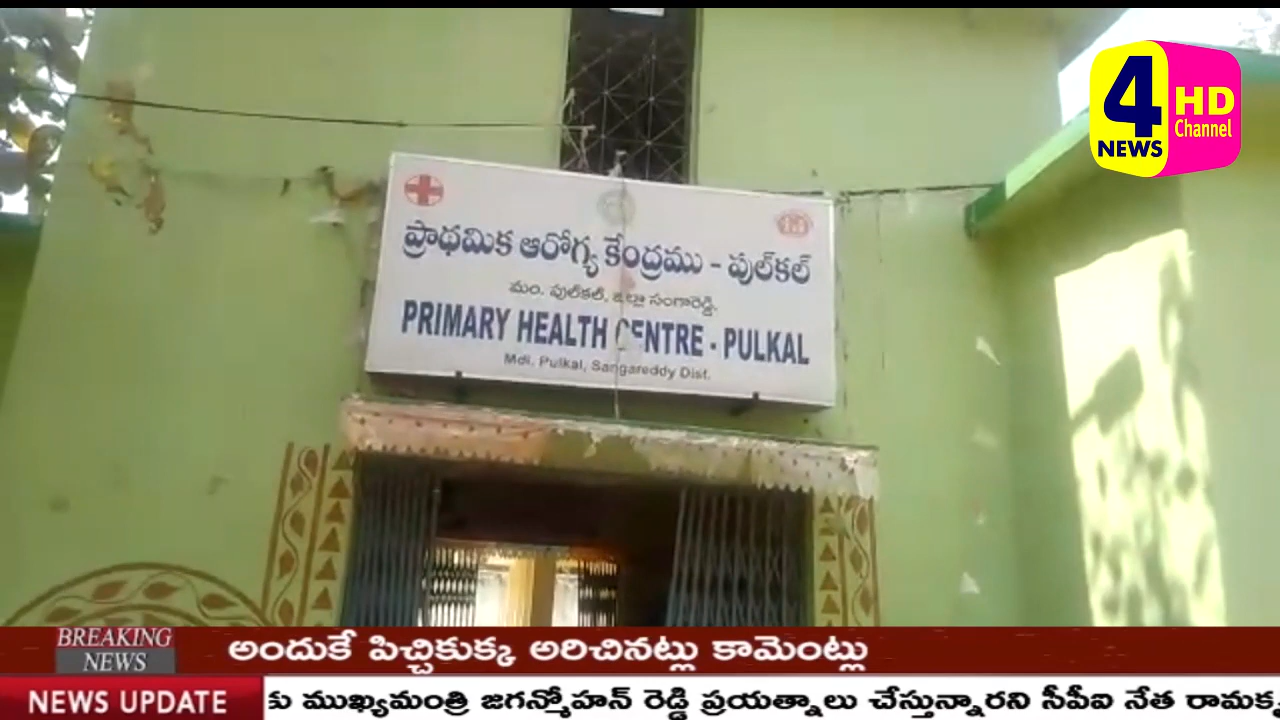 4
NEWS
HD
Channel
ప్రాథమిక ఆరోగ్య కేంద్రము - పుల్‌కల్
మం. పుల్‌కల్, జిల్లా సంగారెడ్డి.
PRIMARY HEALTH CENTRE - PULKAL
Mdl. Pulkal, Sangareddy Dist.
BREAKING
NEWS
అందుకే పిచ్చికుక్క అరిచినట్లు కామెంట్లు
NEWS UPDATE
కు ముఖ్యమంత్రి జగన్మోహన్ రెడ్డి ప్రయత్నాలు చేస్తున్నారని సీపీఐ నేత